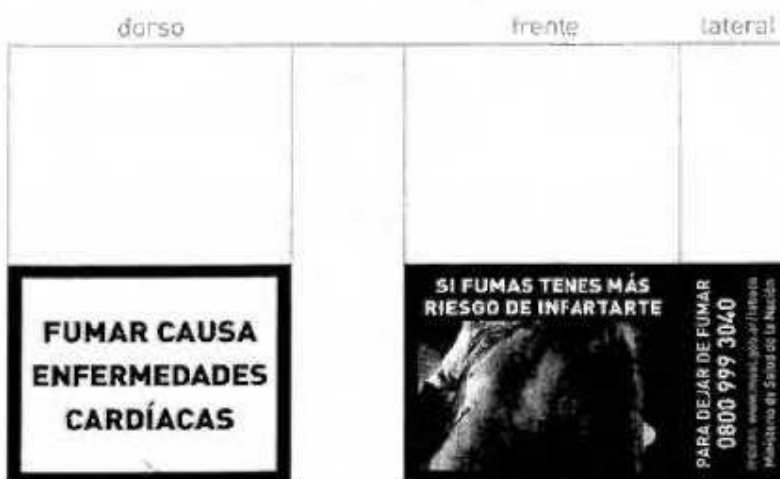 dorso
frente
lateral
FUMAR CAUSA
ENFERMEDADES
CARDÍACAS
SI FUMAS TENES MÁS
RIESGO DE INFARTARTE
PARA DEJAR DE FUMAR
0800 999 3040
Ministerio de Salud de la Nación